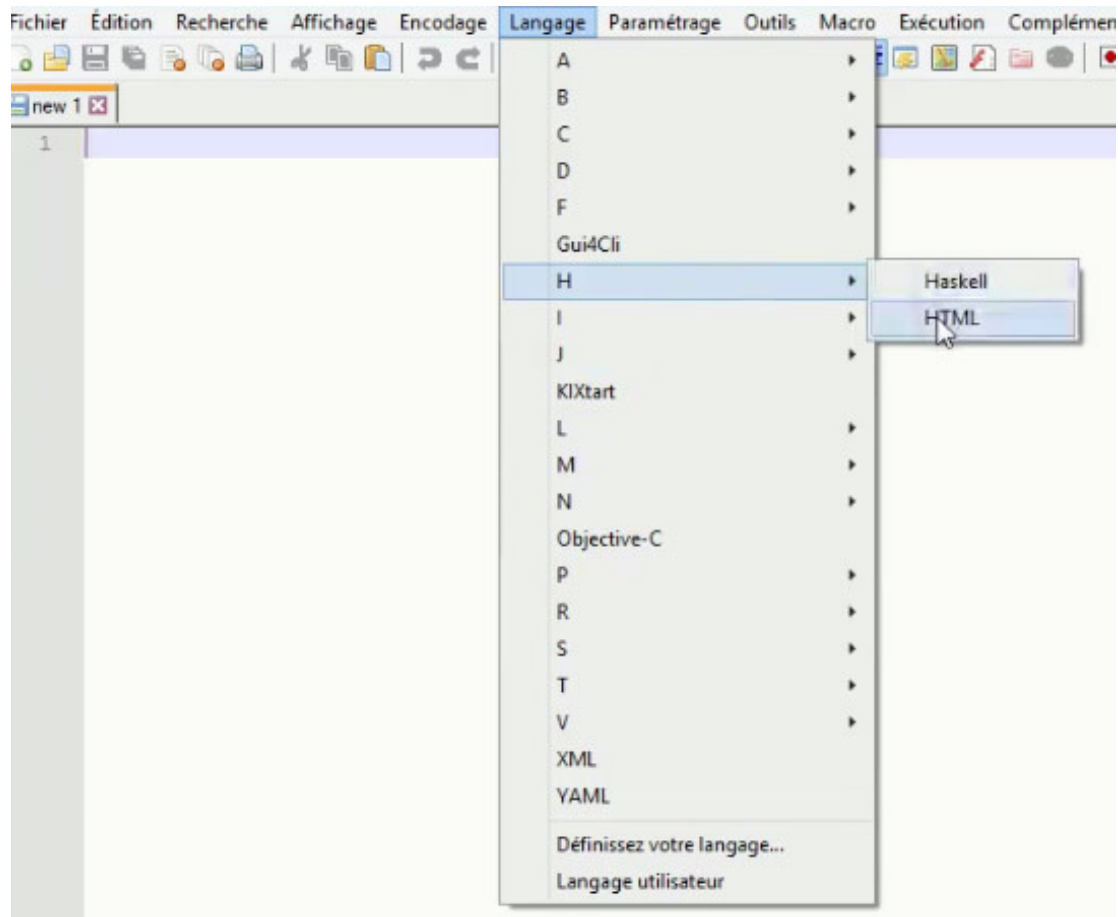 Fichier Édition Recherche Affichage Encodage Langage Paramétrage Outils Macro Exécution Complémen
new 1
1
A
B
C
D
F
Gui4Cli
H
Haskell
I
HTML
J
KIXtart
L
M
N
Objective-C
P
R
S
T
V
XML
YAML
Définissez votre langage...
Langage utilisateur